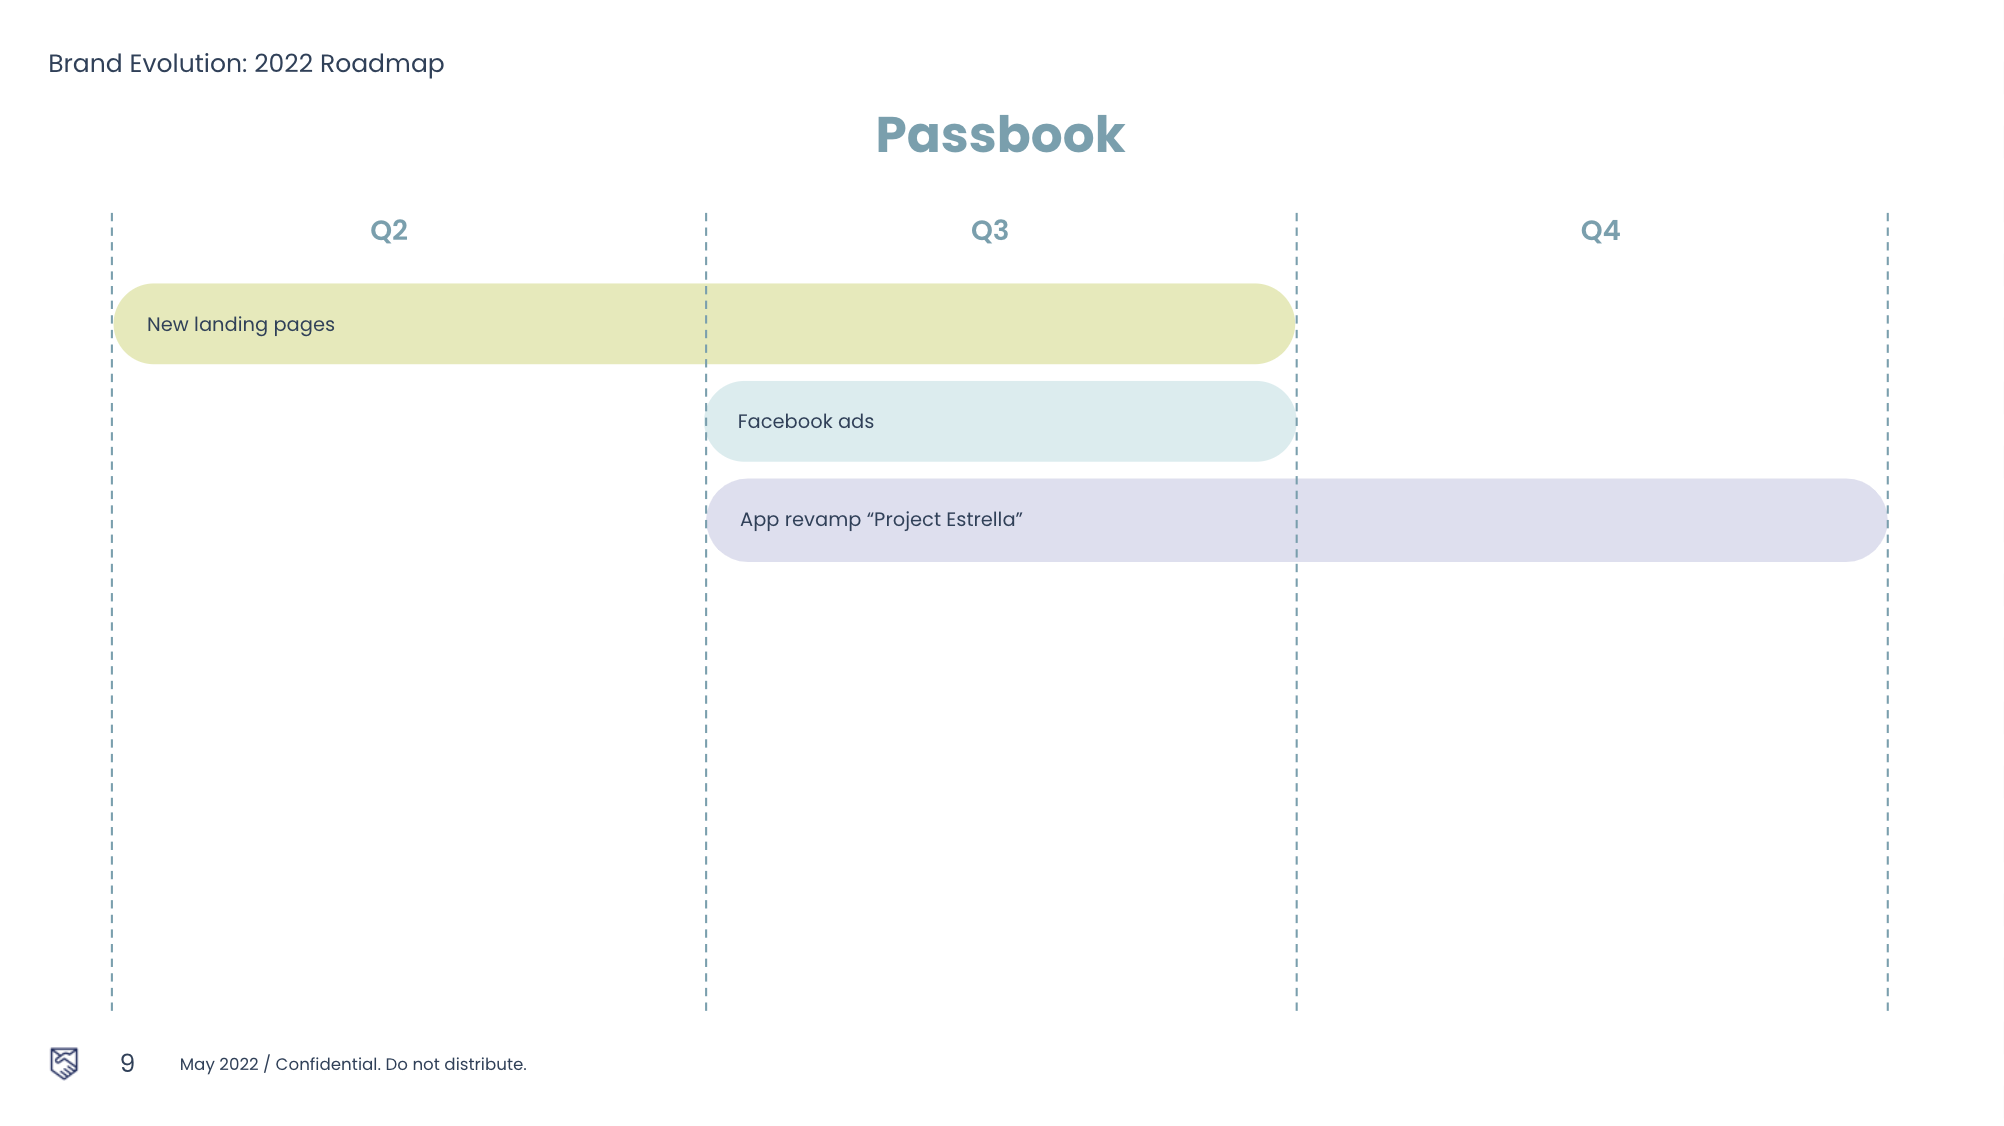 Brand Evolution: 2022 Roadmap
Passbook
Q2 Q3 Q4
New landing pages
Facebook ads
App revamp “Project Estrella”
9 May 2022 / Confidential. Do not distribute.